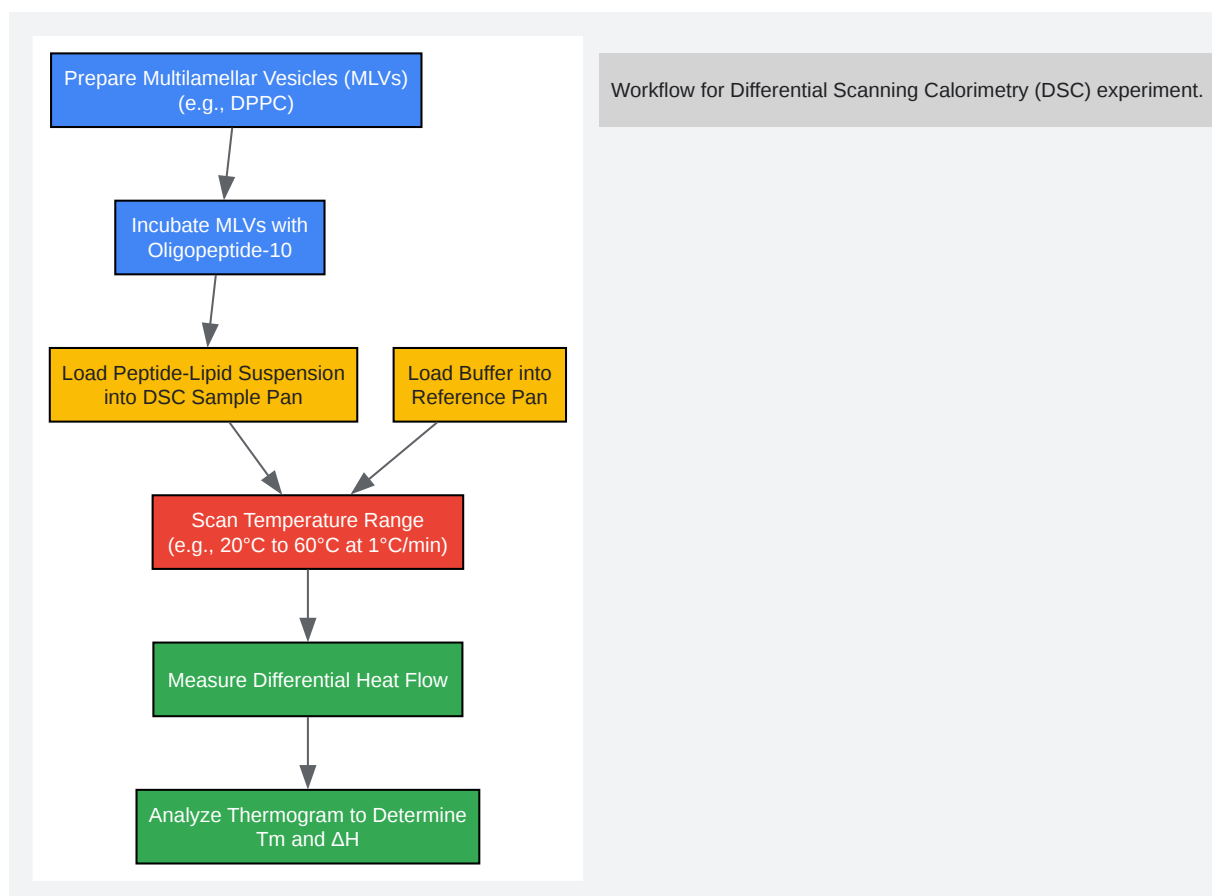 Prepare Multilamellar Vesicles (MLVs)
(e.g., DPPC)
Workflow for Differential Scanning Calorimetry (DSC) experiment.
Incubate MLVs with
Oligopeptide-10
Load Peptide-Lipid Suspension
into DSC Sample Pan
Load Buffer into
Reference Pan
Scan Temperature Range
(e.g., 20°C to 60°C at 1°C/min)
Measure Differential Heat Flow
Analyze Thermogram to Determine
Tm and ΔH